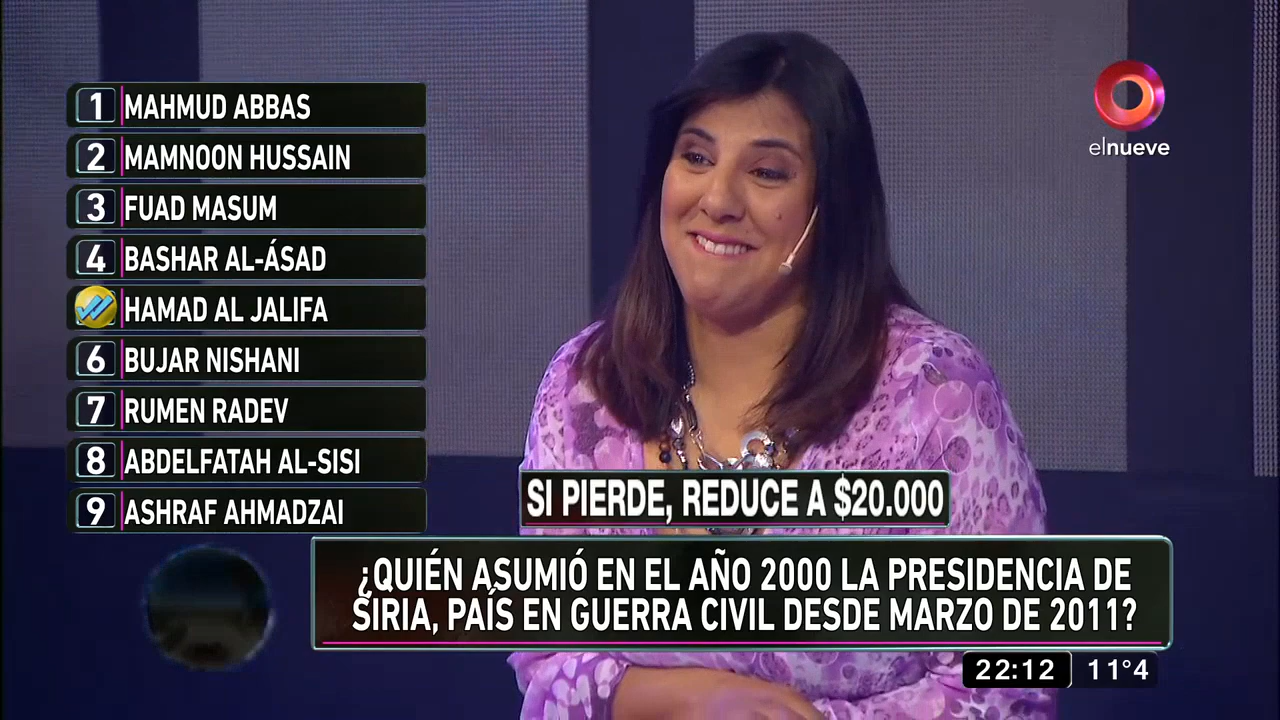 1 MAHMUD ABBAS
2 MAMNOON HUSSAIN
3 FUAD MASUM
4 BASHAR AL-ÁSAD
HAMAD AL JALIFA
6 BUJAR NISHANI
7 RUMEN RADEV
8 ABDELFATAH AL-SISI
9 ASHRAF AHMADZAI
elnueve
SI PIERDE, REDUCE A $20.000
¿QUIÉN ASUMIÓ EN EL AÑO 2000 LA PRESIDENCIA DE
SIRIA, PAÍS EN GUERRA CIVIL DESDE MARZO DE 2011?
22:12 11°4